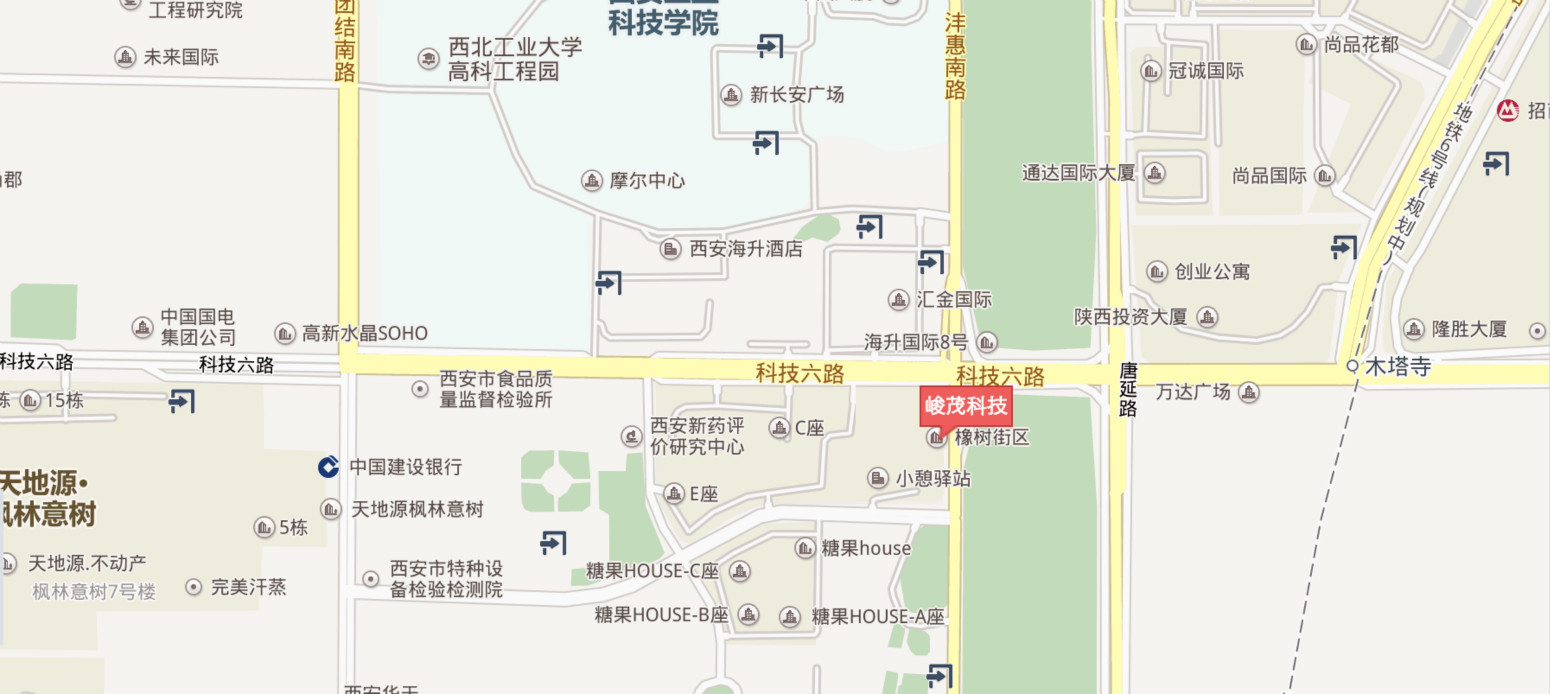 工程研究院
团结南路
未来国际
西北工业大学
高科工程园
科技学院
新长安广场
沣惠南路
冠诚国际
尚品花都
地铁6号线(规划中)
招
郡
摩尔中心
通达国际大厦
尚品国际
西安海升酒店
创业公寓
中国国电
集团公司
高新水晶SOHO
汇金国际
海升国际8号
陕西投资大厦
隆胜大厦
科技六路
科技六路
科技六路
科技六路
唐延路
木塔寺
万达广场
栋
15栋
西安市食品质
量监督检验所
峻茂科技
橡树街区
西安新药评
价研究中心
C座
小憩驿站
E座
中国建设银行
天地源·
枫林意树
天地源枫林意树
5栋
天地源.不动产
枫林意树7号楼
完美汗蒸
西安市特种设
备检验检测院
糖果house
糖果HOUSE-C座
糖果HOUSE-B座
糖果HOUSE-A座